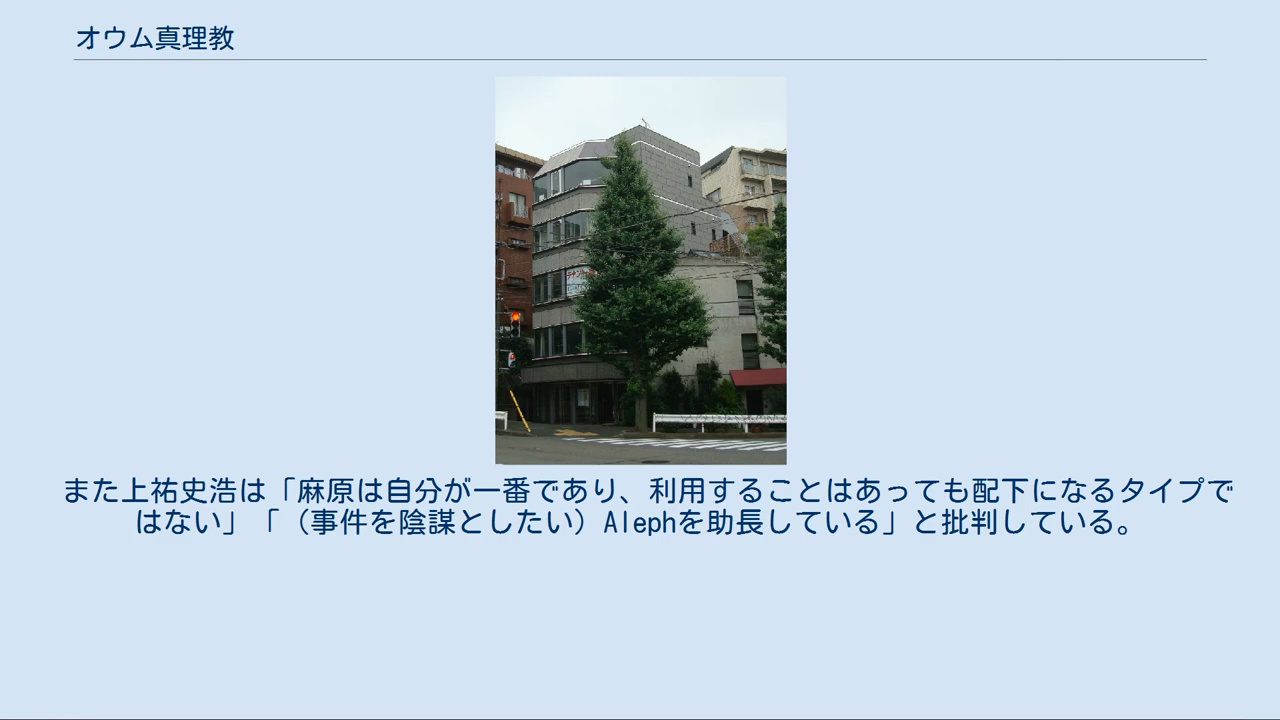 オウム真理教
また上祐史浩は「麻原は自分が一番であり、利用することはあっても配下になるタイプで
はない」「（事件を陰謀としたい）Alephを助長している」と批判している。